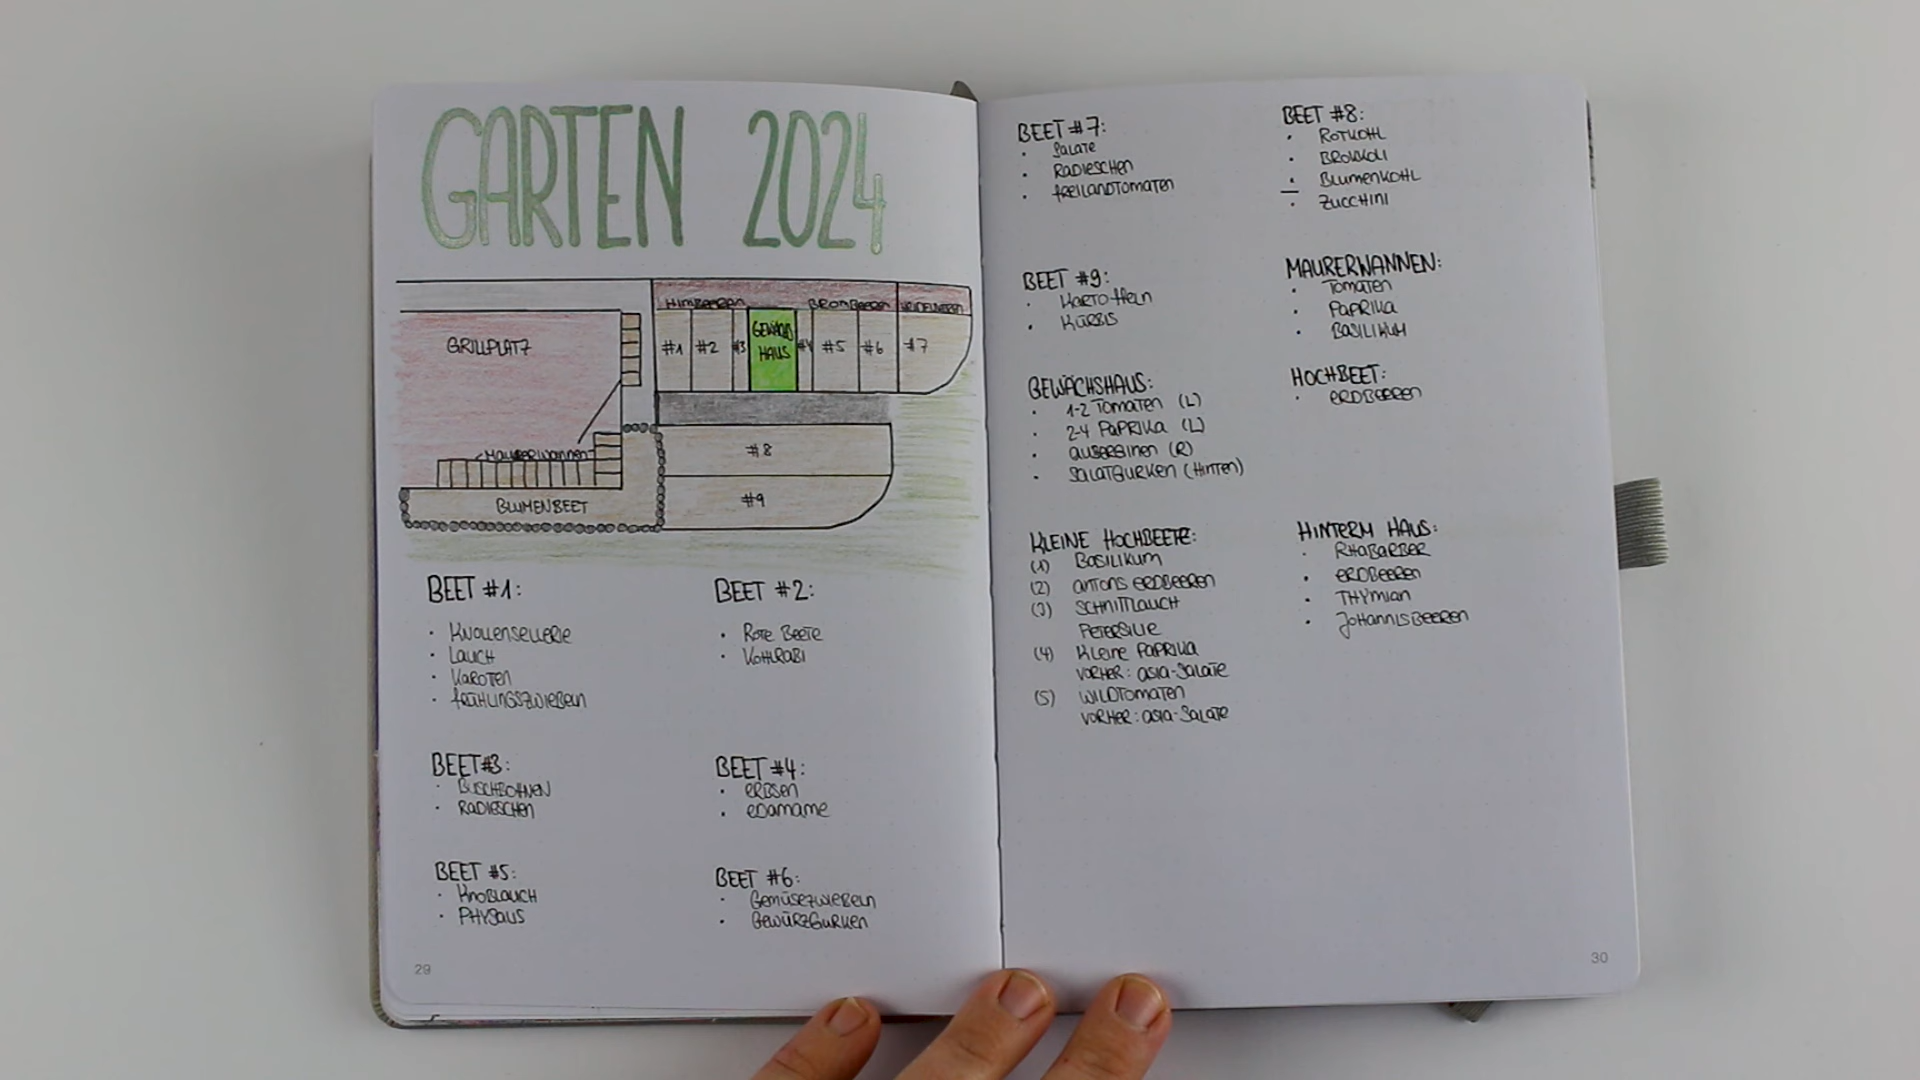 GARTEN 2024
HIMBEEREN
BROMBEEREN
GRILLPLATZ
#1
#2
#3
GEWÄCHS
HAUS
#4
#5
#6
#7
MAURERWANNEN
#8
#9
BLUMENBEET
BEET #1:
· KNOLLENSELLERIE
· LAUCH
· KAROTTEN
· FRÜHLINGSZWIEBELN
BEET #2:
· ROTE BEETE
· KOHLRABI
BEET #3:
· BUSCHBOHNEN
· RADIESCHEN
BEET #4:
· ERBSEN
· EDAMAME
BEET #5:
· KNOBLAUCH
· PHYSALIS
BEET #6:
· GEMÜSEZWIEBELN
· GEWÜRZGURKEN
29
BEET #7:
· SALATE
· RADIESCHEN
· FREILANDTOMATEN
BEET #8:
· ROTKOHL
· BROKKOLI
· BLUMENKOHL
· ZUCCHINI
BEET #9:
· KARTOFFELN
· KÜRBIS
MAURERWANNEN:
· TOMATEN
· PAPRIKA
· BASILIKUM
GEWÄCHSHAUS:
· 1-2 TOMATEN (L)
· 2-4 PAPRIKA (L)
· AUBERGINEN (R)
· SALATGURKEN (HINTEN)
HOCHBEET:
· ERDBEEREN
KLEINE HOCHBEETE:
(1) BASILIKUM
(2) ANTONS ERDBEEREN
(3) SCHNITTLAUCH
PETERSILIE
(4) KLEINE PAPRIKA
VORHER: ASIA-SALATE
(5) WILDTOMATEN
VORHER: ASIA-SALATE
HINTERM HAUS:
· RHABARBER
· ERDBEEREN
· THYMIAN
· JOHANNISBEEREN
30